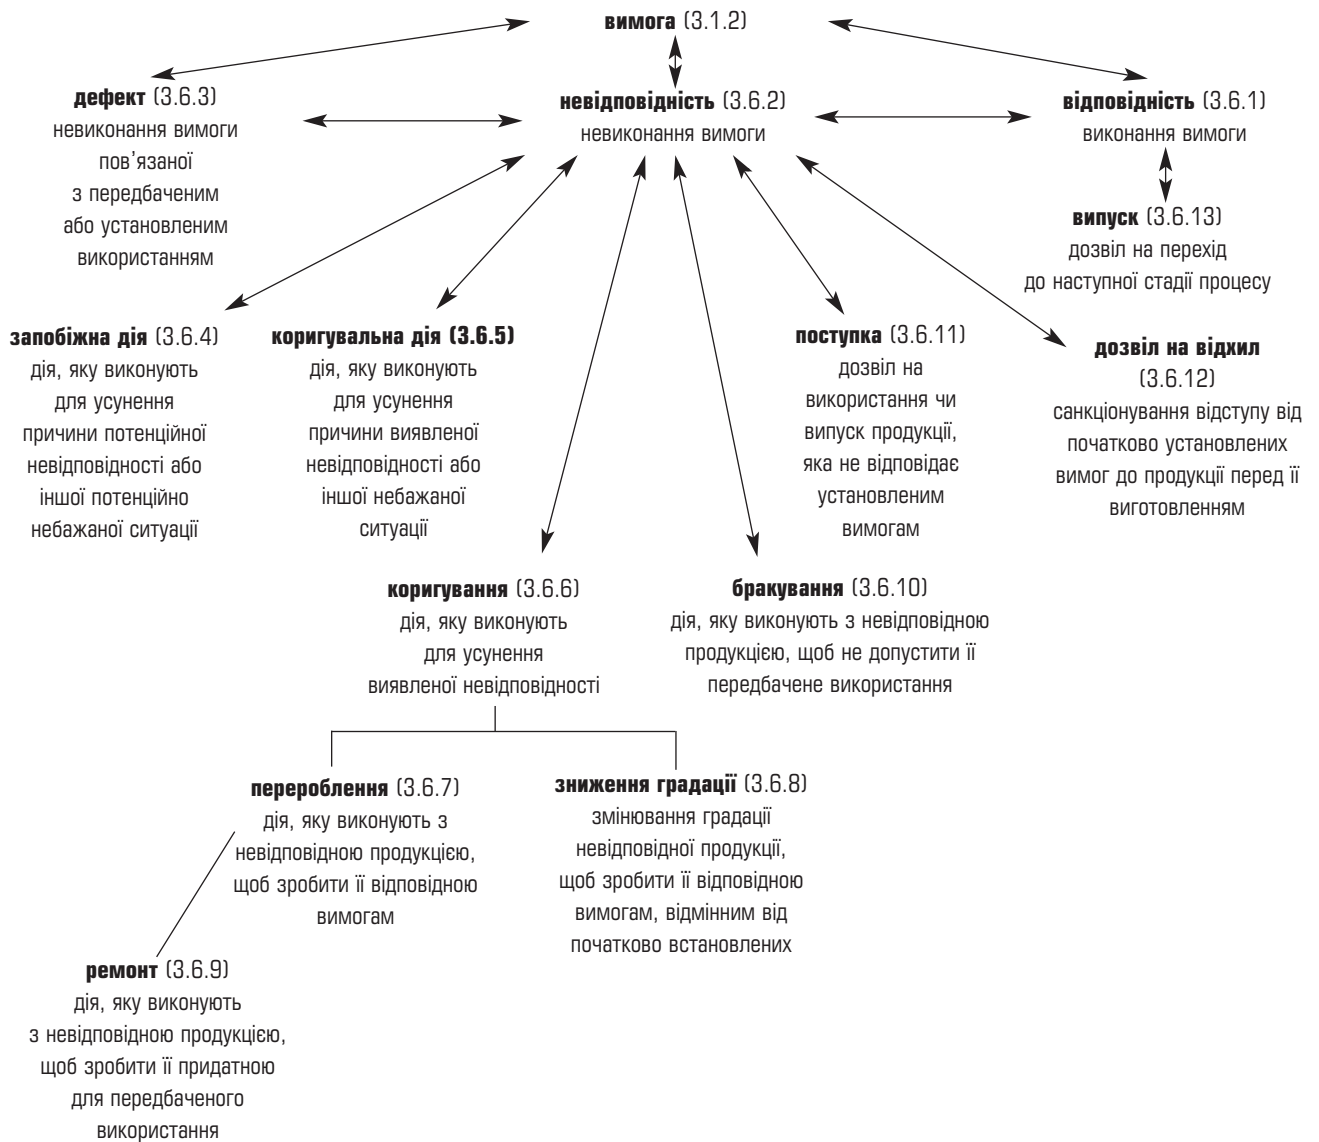 вимога (3.1.2)
дефект (3.6.3)
невиконання вимоги
пов’язаної
з передбаченим
або установленим
використанням
невідповідність (3.6.2)
невиконання вимоги
відповідність (3.6.1)
виконання вимоги
випуск (3.6.13)
дозвіл на перехід
до наступної стадії процесу
запобіжна дія (3.6.4)
дія, яку виконують
для усунення
причини потенційної
невідповідності або
іншої потенційно
небажаної ситуації
коригувальна дія (3.6.5)
дія, яку виконують
для усунення
причини виявленої
невідповідності або
іншої небажаної
ситуації
поступка (3.6.11)
дозвіл на
використання чи
випуск продукції,
яка не відповідає
установленим
вимогам
дозвіл на відхил
(3.6.12)
санкціонування відступу від
початково установлених
вимог до продукції перед її
виготовленням
коригування (3.6.6)
дія, яку виконують
для усунення
виявленої невідповідності
бракування (3.6.10)
дія, яку виконують з невідповідною
продукцією, щоб не допустити її
передбачене використання
перероблення (3.6.7)
дія, яку виконують з
невідповідною продукцією,
щоб зробити її відповідною
вимогам
зниження градації (3.6.8)
змінювання градації
невідповідної продукції,
щоб зробити її відповідною
вимогам, відмінним від
початково встановлених
ремонт (3.6.9)
дія, яку виконують
з невідповідною продукцією,
щоб зробити її придатною
для передбаченого
використання